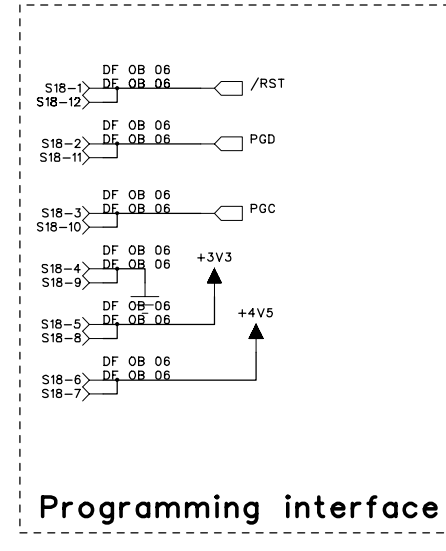 DF OB 06
S18-1 DF OB 06 /RST
S18-12
DF OB 06
S18-2 DF OB 06 PGD
S18-11
DF OB 06
S18-3 DF OB 06 PGC
S18-10
DF OB 06
S18-4 DF OB 06 +3V3
S18-9
DF OB 06
S18-5 DF OB 06 +4V5
S18-8
DF OB 06
S18-6 DF OB 06
S18-7
Programming interface